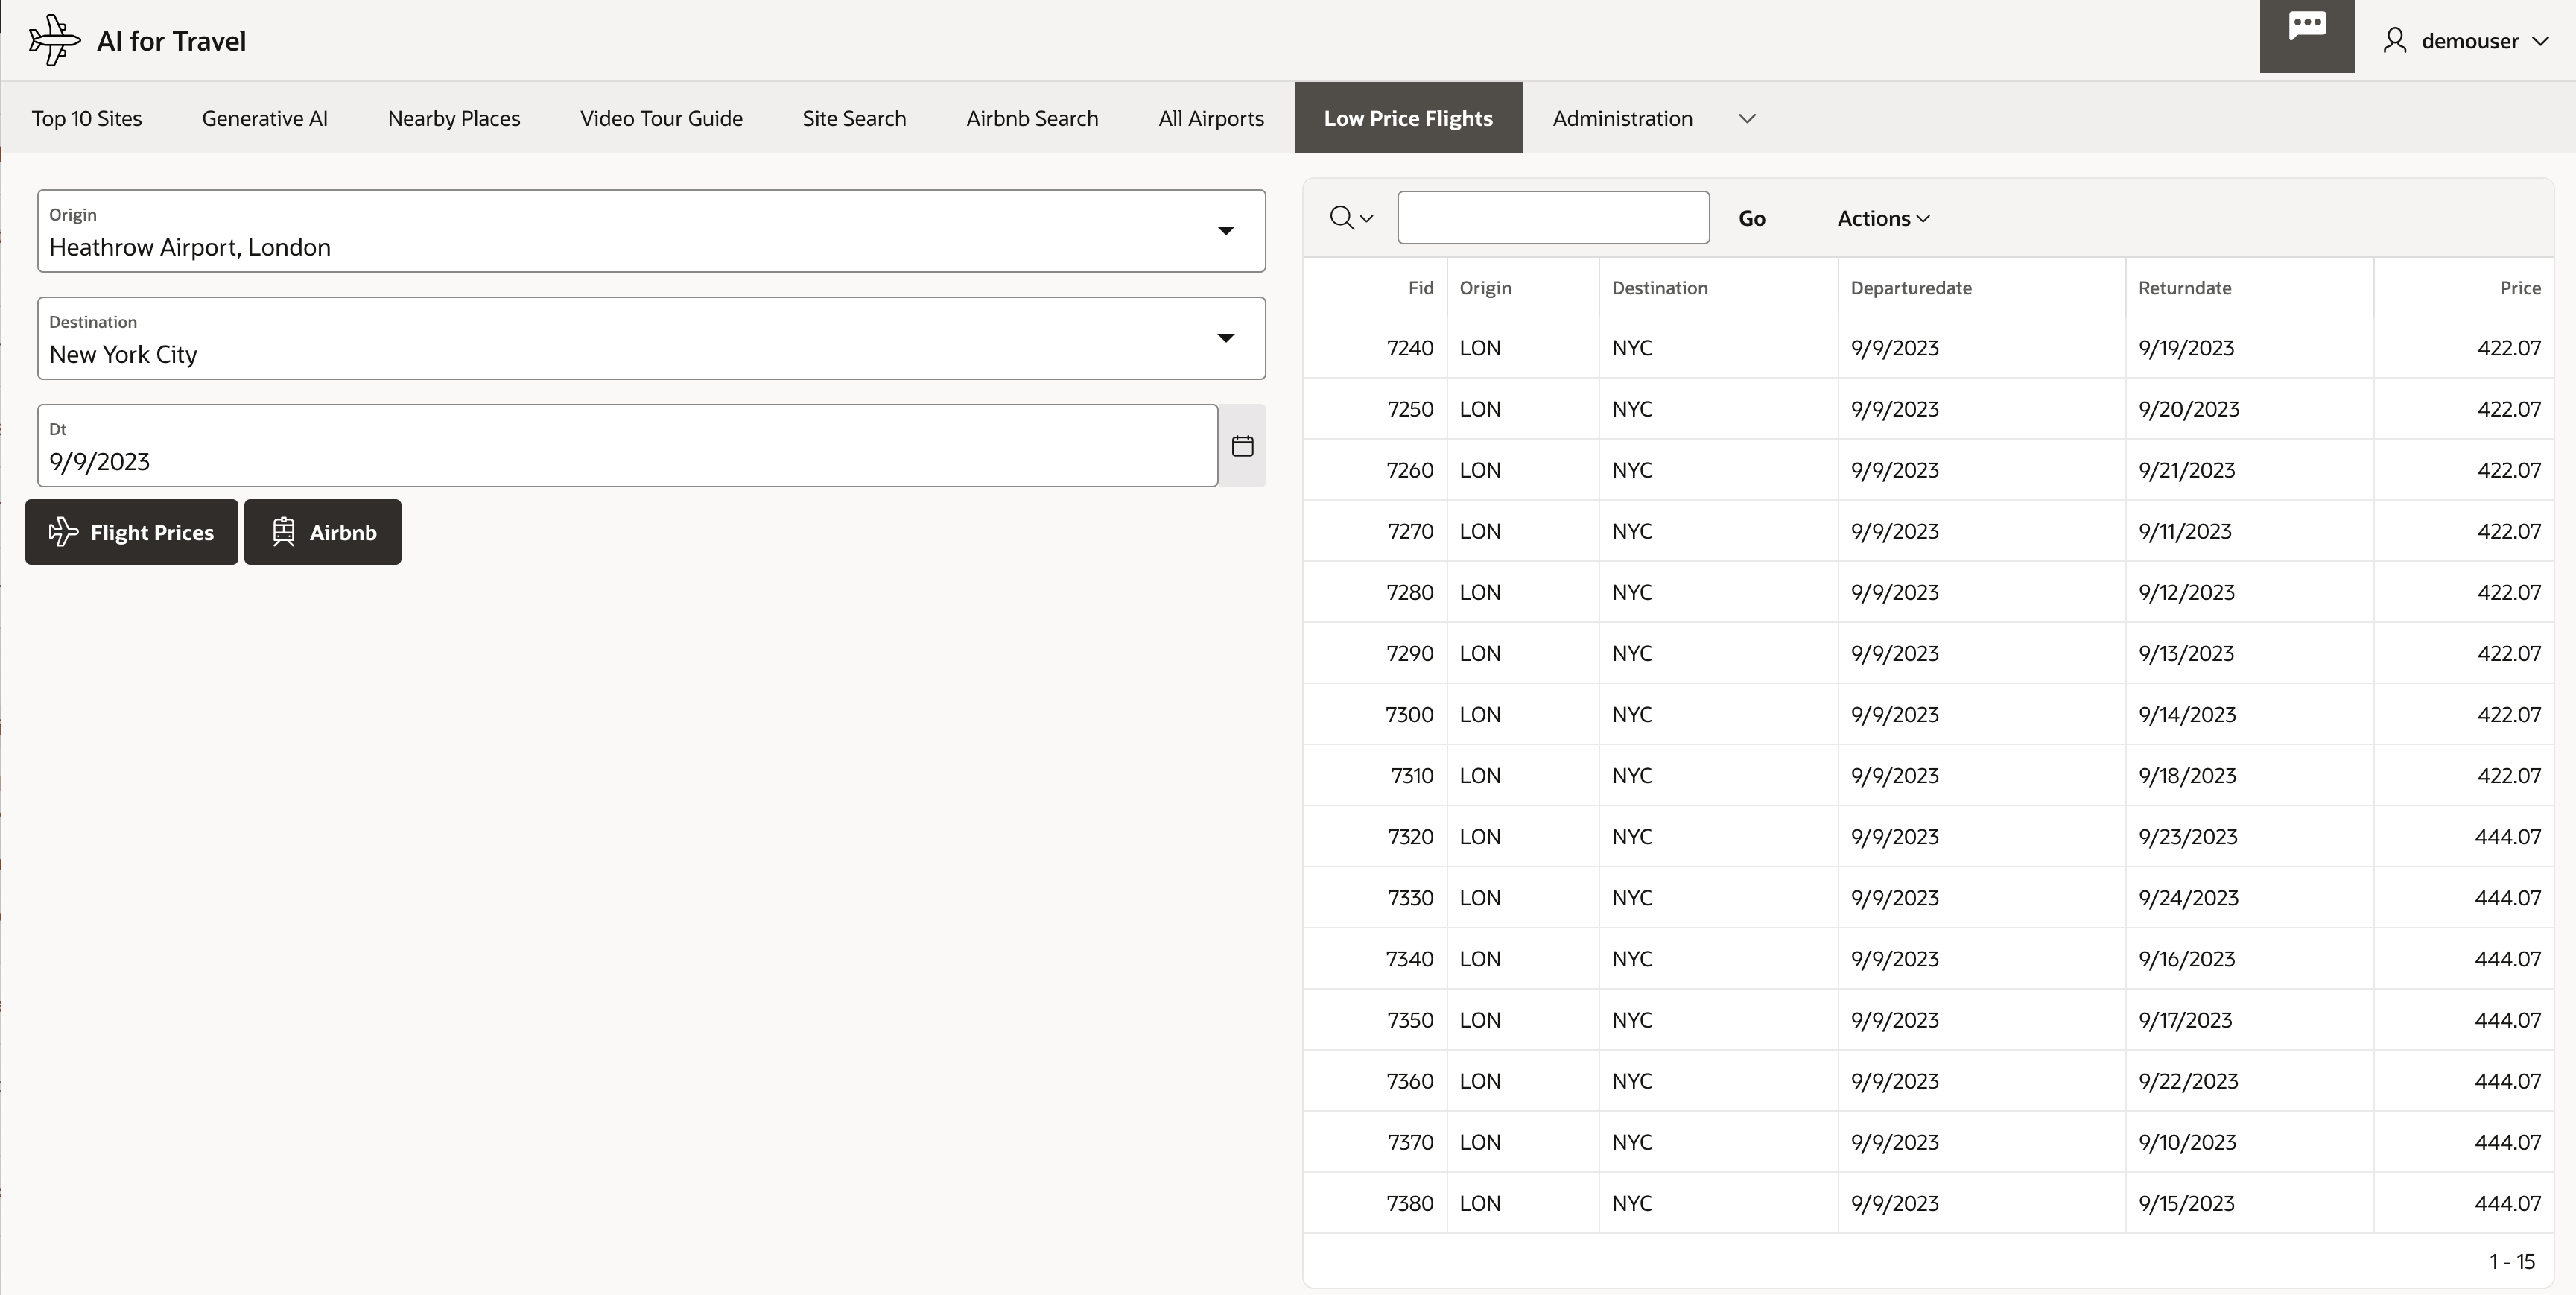 AI for Travel
demouser
Top 10 Sites Generative AI Nearby Places Video Tour Guide Site Search Airbnb Search All Airports Low Price Flights Administration
Origin
Heathrow Airport, London
Destination
New York City
Dt
9/9/2023
Flight Prices Airbnb
Go Actions
Fid Origin Destination Departuredate Returndate Price
7240 LON NYC 9/9/2023 9/19/2023 422.07
7250 LON NYC 9/9/2023 9/20/2023 422.07
7260 LON NYC 9/9/2023 9/21/2023 422.07
7270 LON NYC 9/9/2023 9/11/2023 422.07
7280 LON NYC 9/9/2023 9/12/2023 422.07
7290 LON NYC 9/9/2023 9/13/2023 422.07
7300 LON NYC 9/9/2023 9/14/2023 422.07
7310 LON NYC 9/9/2023 9/18/2023 422.07
7320 LON NYC 9/9/2023 9/23/2023 444.07
7330 LON NYC 9/9/2023 9/24/2023 444.07
7340 LON NYC 9/9/2023 9/16/2023 444.07
7350 LON NYC 9/9/2023 9/17/2023 444.07
7360 LON NYC 9/9/2023 9/22/2023 444.07
7370 LON NYC 9/9/2023 9/10/2023 444.07
7380 LON NYC 9/9/2023 9/15/2023 444.07
1 - 15